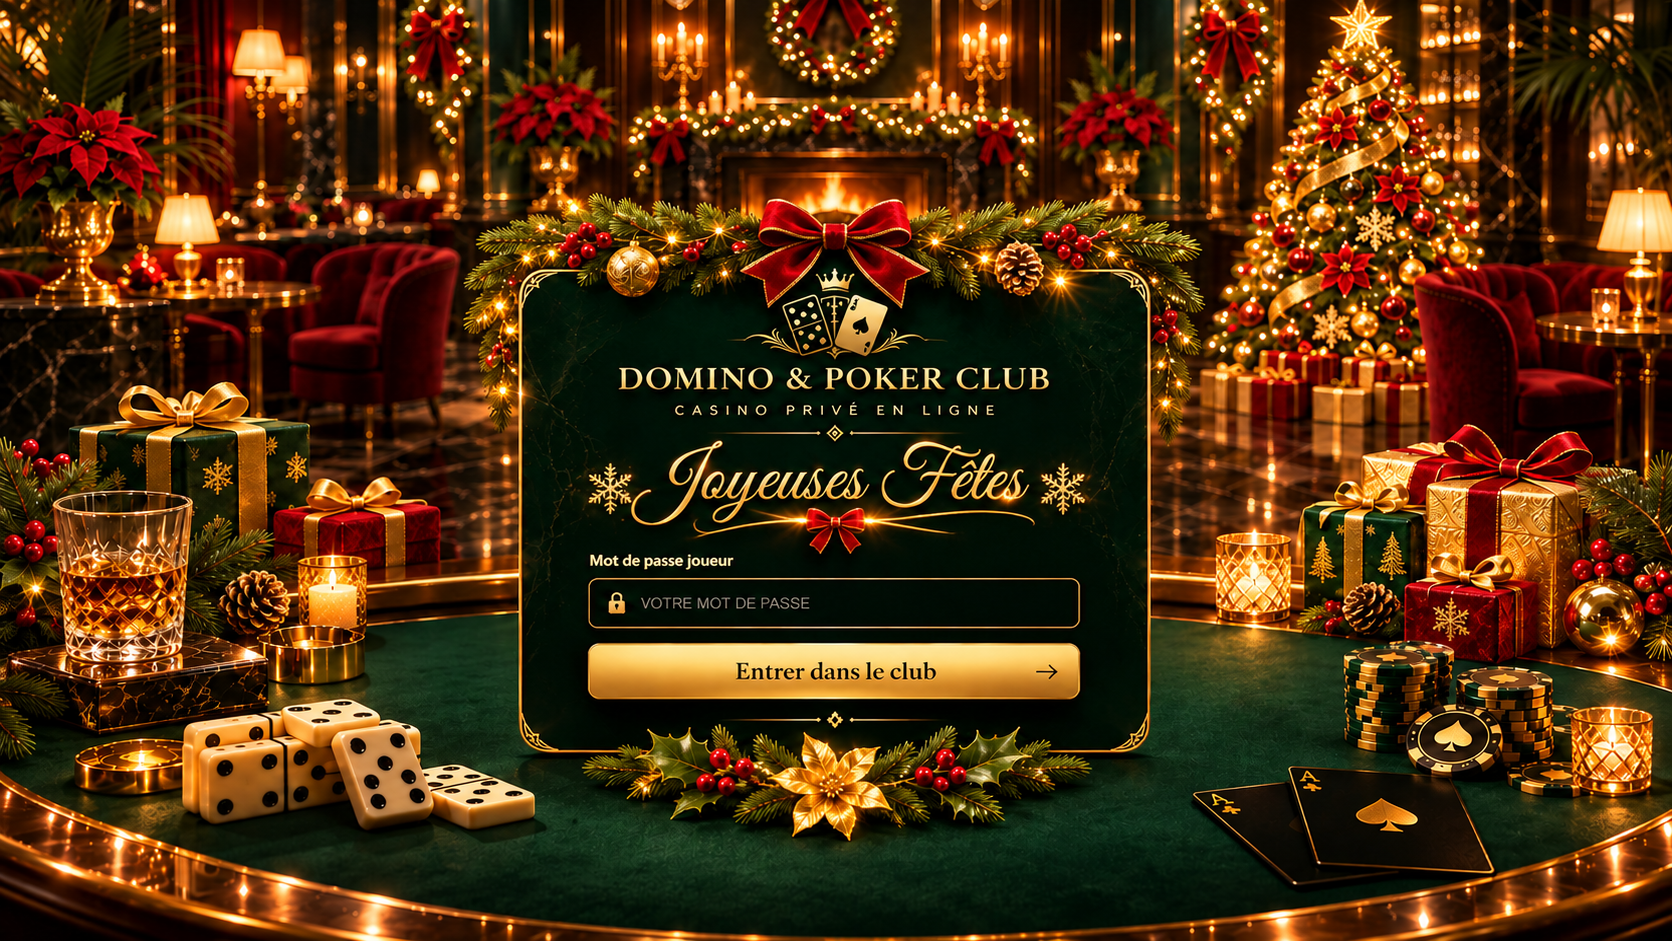 DOMINO & POKER CLUB
CASINO PRIVÉ EN LIGNE
Joyeuses Fêtes
Mot de passe joueur
VOTRE MOT DE PASSE
Entrer dans le club →
A
A